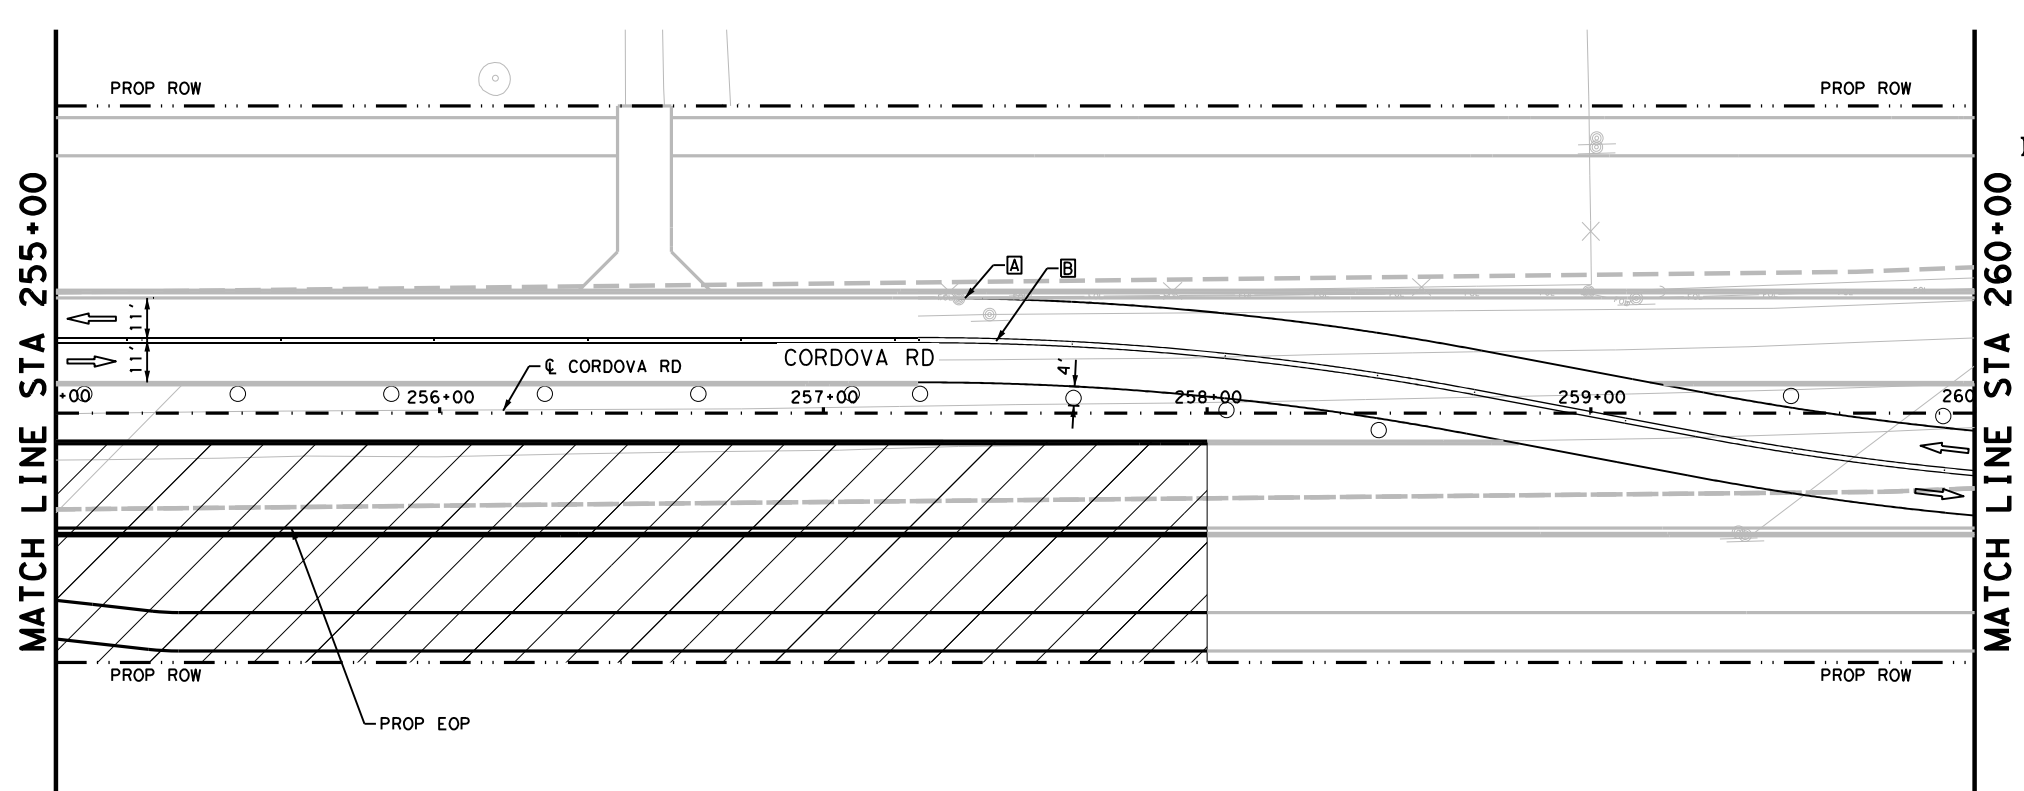 PROP ROW
PROP ROW
MATCH LINE STA 255+00
MATCH LINE STA 260+00
A
B
11'
11'
CORDOVA RD
℄ CORDOVA RD
4'
+00
256+00
257+00
258+00
259+00
260
PROP ROW
PROP ROW
PROP EOP